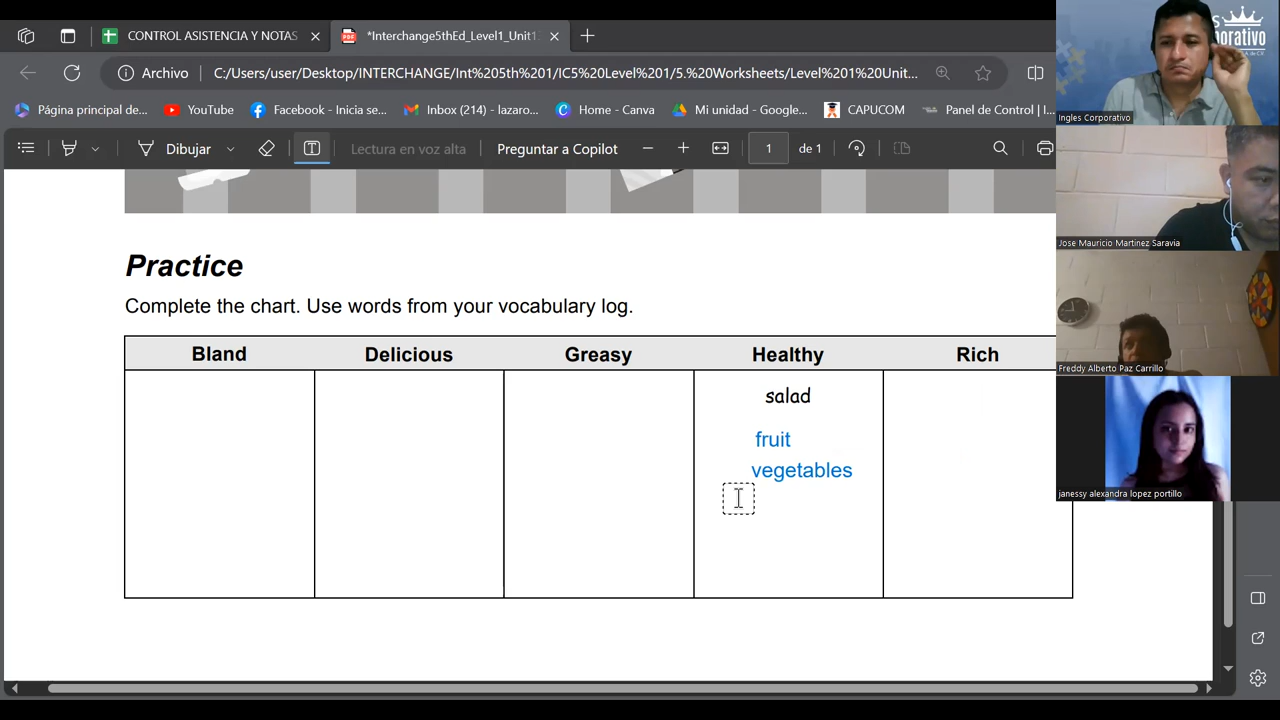 CONTROL ASISTENCIA Y NOTAS
*Interchange5thEd_Level1_Unit1
Archivo
C:/Users/user/Desktop/INTERCHANGE/Int%205th%201/IC5%20Level%201/5.%20Worksheets/Level%201%20Unit...
Página principal de...
YouTube
Facebook - Inicia se...
Inbox (214) - lazaro...
Home - Canva
Mi unidad - Google...
CAPUCOM
Panel de Control | I...
Dibujar
Lectura en voz alta
Preguntar a Copilot
1
de 1
Practice
Complete the chart. Use words from your vocabulary log.
Bland Delicious Greasy Healthy Rich
salad
fruit
vegetables
Ingles Corporativo
Jose Mauricio Martinez Saravia
Freddy Alberto Paz Carrillo
janessy alexandra lopez portillo